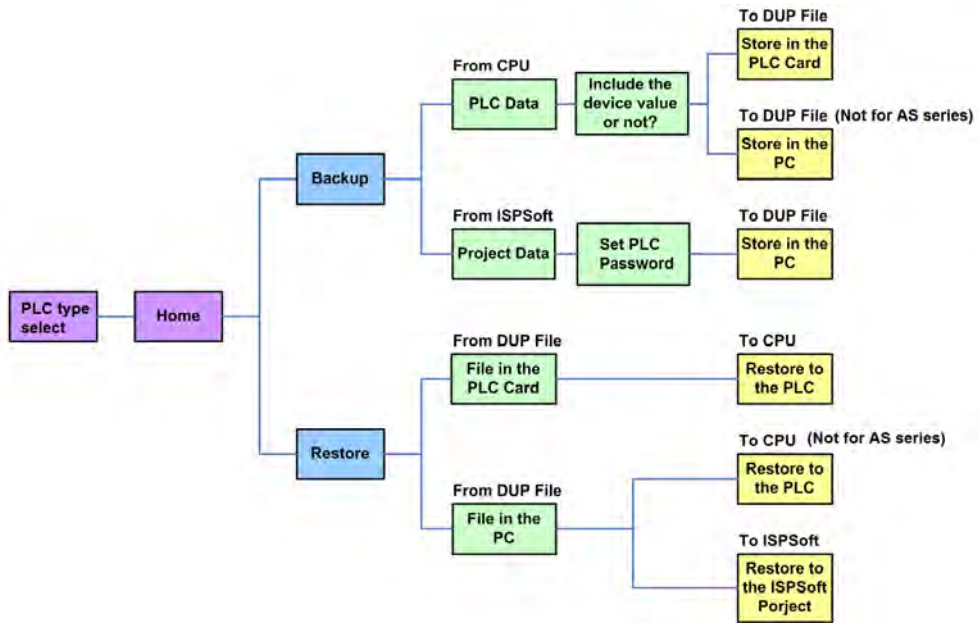 To DUP File
Store in the
PLC Card
From CPU
PLC Data
Include the
device value
or not?
To DUP File (Not for AS series)
Store in the
PC
Backup
From ISPSoft
Project Data
Set PLC
Password
To DUP File
Store in the
PC
PLC type
select
Home
From DUP File
File in the
PLC Card
To CPU
Restore to
the PLC
Restore
To CPU (Not for AS series)
Restore to
the PLC
From DUP File
File in the
PC
To ISPSoft
Restore to
the ISPSoft
Porject